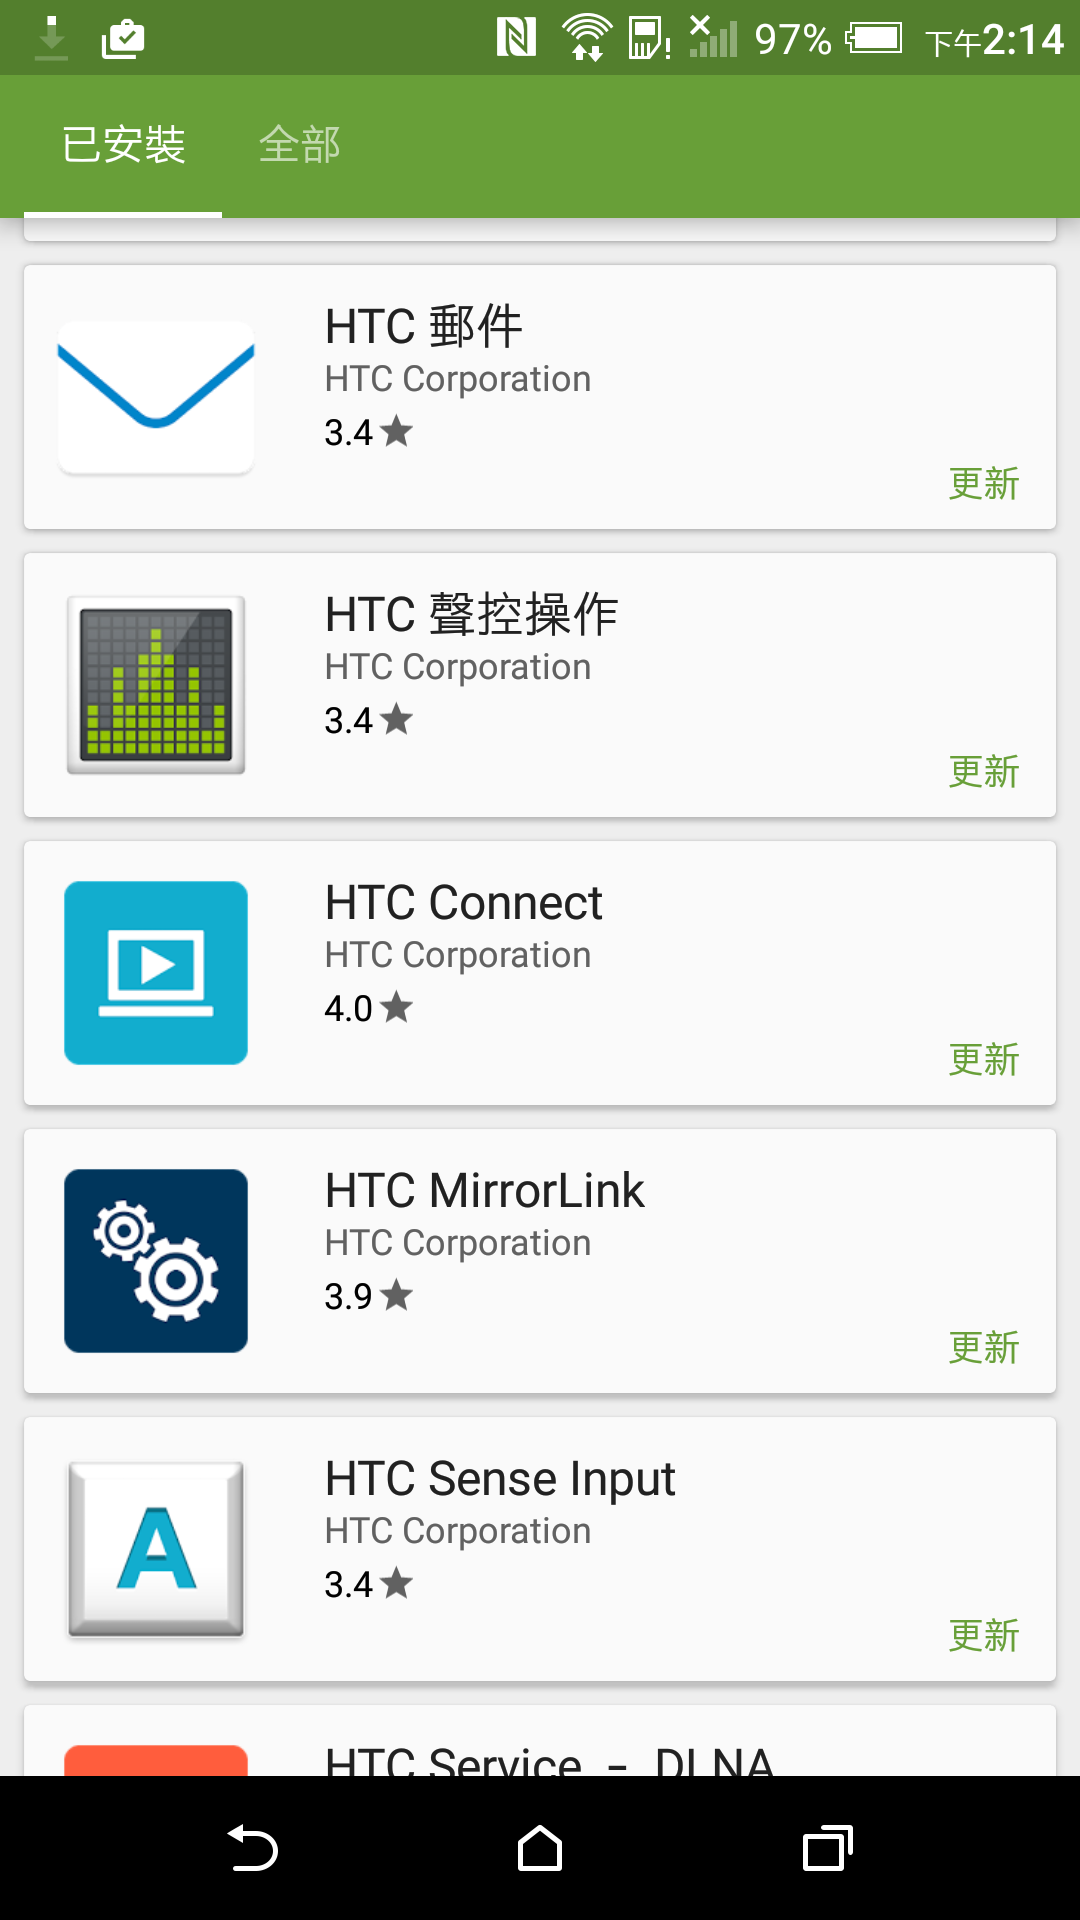 97% 下午2:14
已安裝 全部
HTC 郵件
HTC Corporation
3.4
更新
HTC 聲控操作
HTC Corporation
3.4
更新
HTC Connect
HTC Corporation
4.0
更新
HTC MirrorLink
HTC Corporation
3.9
更新
A
HTC Sense Input
HTC Corporation
3.4
更新
HTC Service － DLNA